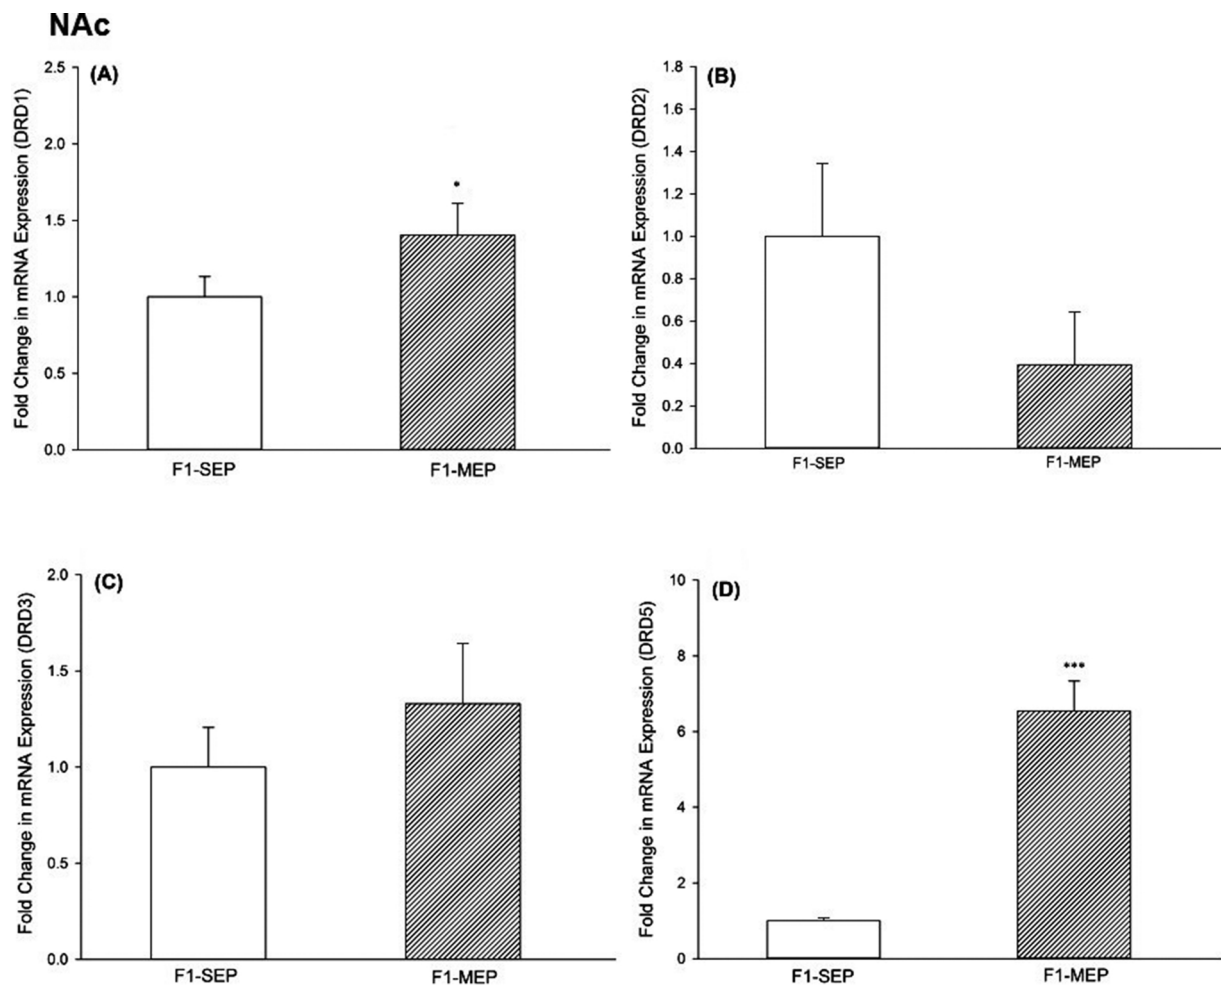 NAc
(A)
Fold Change in mRNA Expression (DRD1)
2.5
2.0
1.5
1.0
0.5
0.0
*
F1-SEP
F1-MEP
(B)
Fold Change in mRNA Expression (DRD2)
1.8
1.6
1.4
1.2
1.0
0.8
0.6
0.4
0.2
0.0
F1-SEP
F1-MEP
(C)
Fold Change in mRNA Expression (DRD3)
2.0
1.5
1.0
0.5
0.0
F1-SEP
F1-MEP
(D)
Fold Change in mRNA Expression (DRD5)
10
8
6
4
2
0
***
F1-SEP
F1-MEP